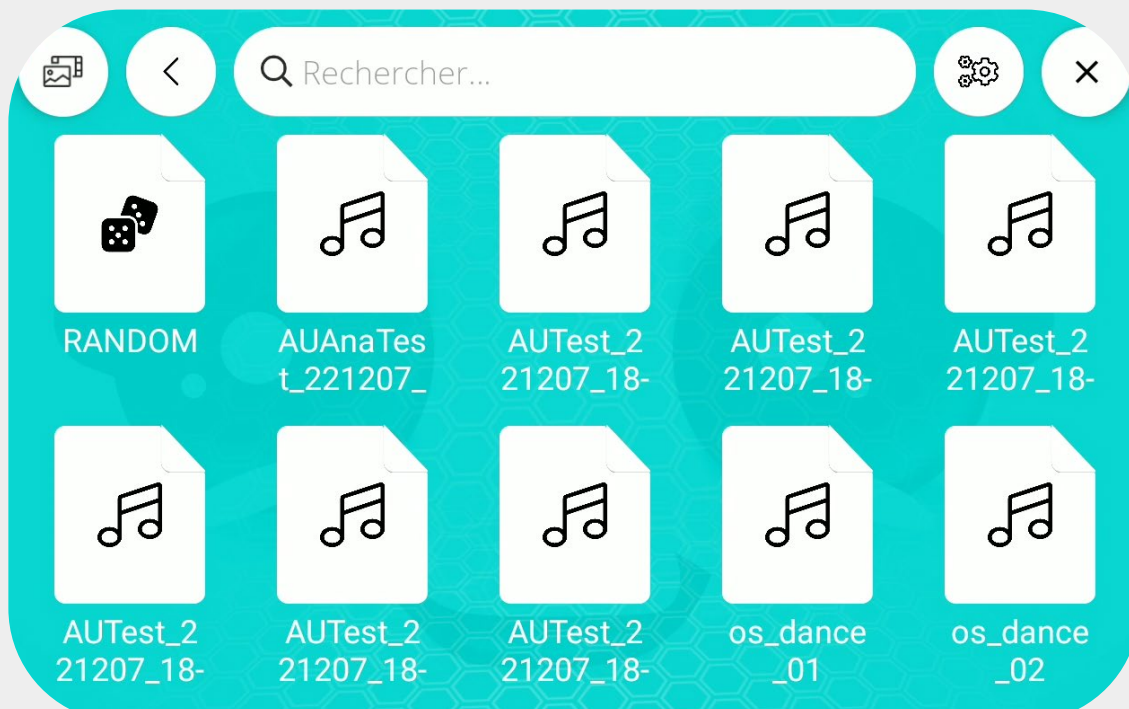 Rechercher...
RANDOM
AUAnaTes
t_221207_
AUTest_2
21207_18-
AUTest_2
21207_18-
AUTest_2
21207_18-
AUTest_2
21207_18-
AUTest_2
21207_18-
AUTest_2
21207_18-
os_dance
_01
os_dance
_02